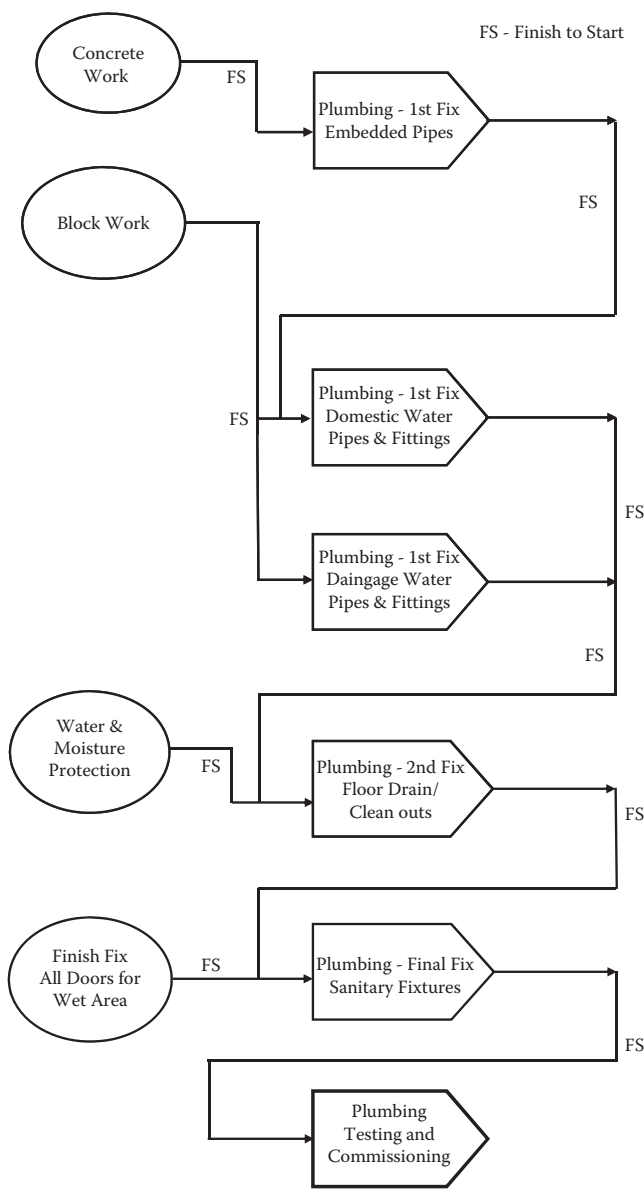 FS - Finish to Start
Concrete
Work
FS
Plumbing - 1st Fix
Embedded Pipes
FS
Block Work
FS
Plumbing - 1st Fix
Domestic Water
Pipes & Fittings
FS
Plumbing - 1st Fix
Daingage Water
Pipes & Fittings
FS
Water &
Moisture
Protection
FS
Plumbing - 2nd Fix
Floor Drain/
Clean outs
FS
Finish Fix
All Doors for
Wet Area
FS
Plumbing - Final Fix
Sanitary Fixtures
FS
Plumbing
Testing and
Commissioning